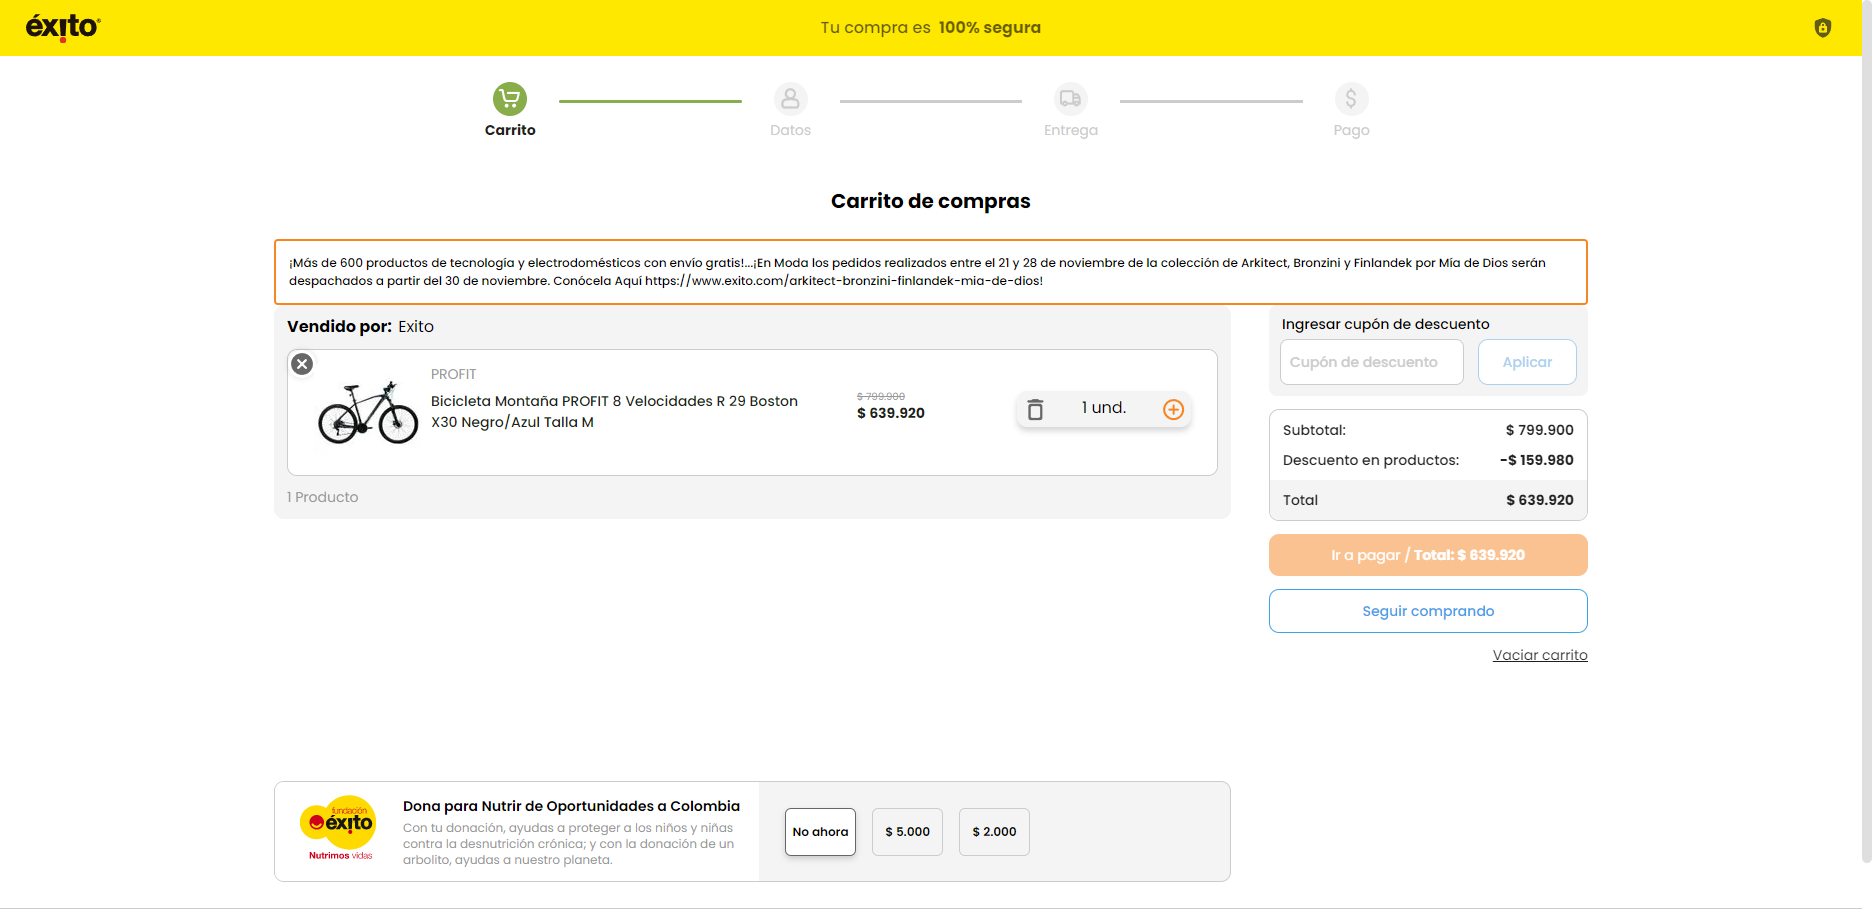 éxito
Tu compra es 100% segura
Carrito
Datos
Entrega
Pago
Carrito de compras
¡Más de 600 productos de tecnología y electrodomésticos con envío gratis!...¡En Moda los pedidos realizados entre el 21 y 28 de noviembre de la colección de Arkitect, Bronzini y Finlandek por Mía de Dios serán
despachados a partir del 30 de noviembre. Conócela Aquí https://www.exito.com/arkitect-bronzini-finlandek-mia-de-dios!
Vendido por: Exito
PROFIT
Bicicleta Montaña PROFIT 8 Velocidades R 29 Boston
X30 Negro/Azul Talla M
$ 799.900
$ 639.920
1 und.
1 Producto
Ingresar cupón de descuento
Cupón de descuento
Aplicar
Subtotal: $ 799.900
Descuento en productos: -$ 159.980
Total $ 639.920
Ir a pagar / Total: $ 639.920
Seguir comprando
Vaciar carrito
fundación
éxito
Nutrimos vidas
Dona para Nutrir de Oportunidades a Colombia
Con tu donación, ayudas a proteger a los niños y niñas
contra la desnutrición crónica; y con la donación de un
arbolito, ayudas a nuestro planeta.
No ahora
$ 5.000
$ 2.000